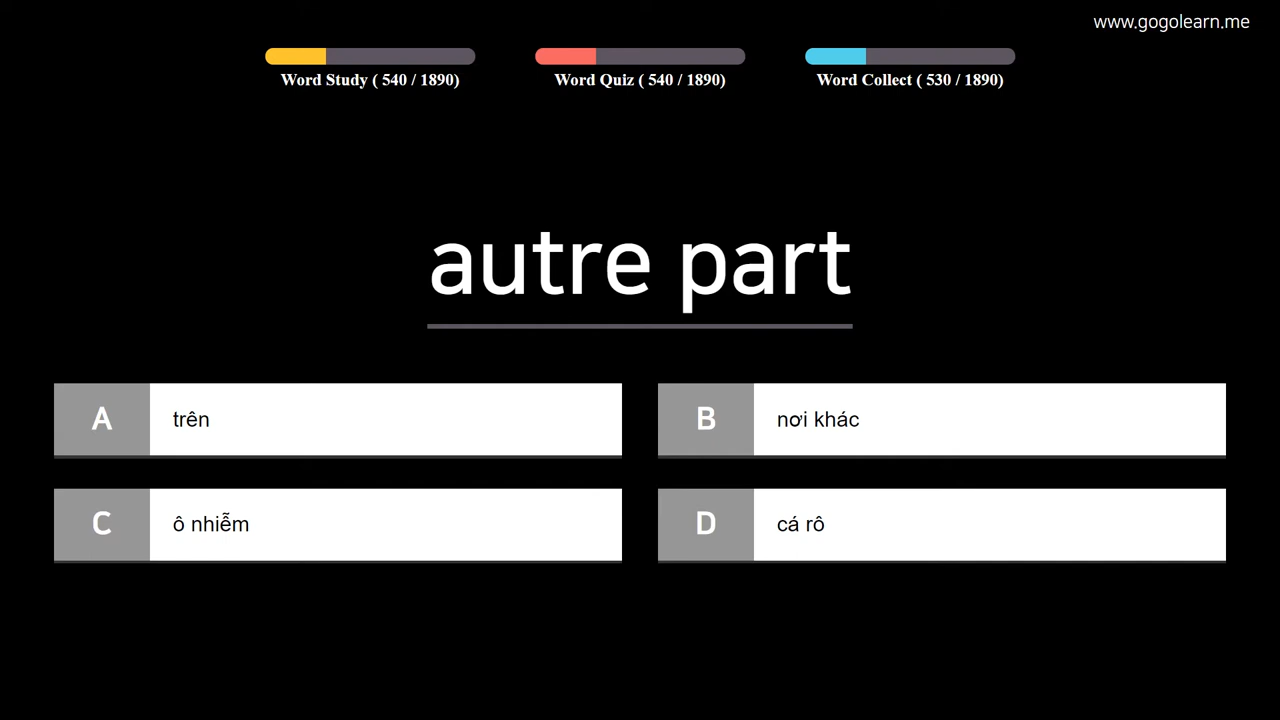 www.gogolearn.me
Word Study ( 540 / 1890)
Word Quiz ( 540 / 1890)
Word Collect ( 530 / 1890)
autre part
A trên
B nơi khác
C ô nhiễm
D cá rô